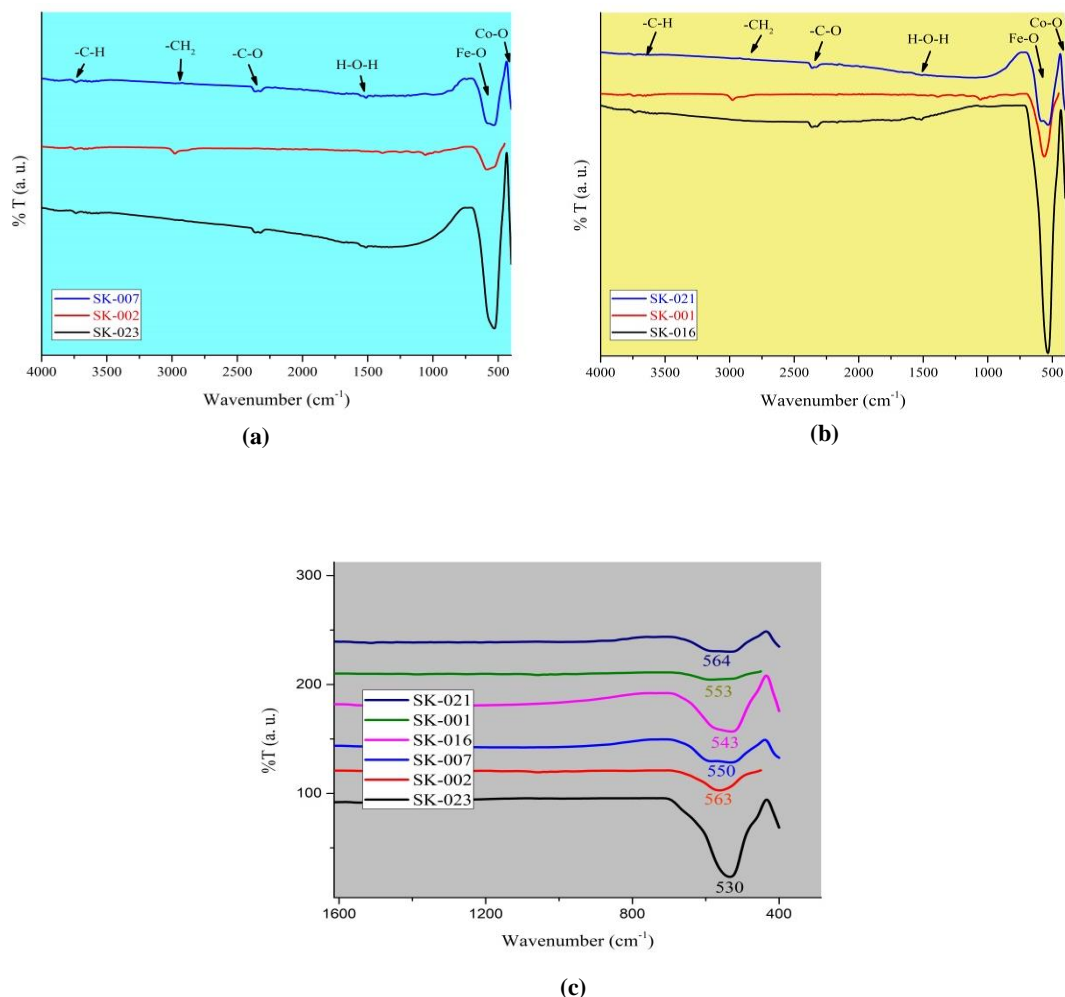 -C-H
-CH2
-C-O
H-O-H
Fe-O
Co-O
% T (a. u.)
SK-007
SK-002
SK-023
4000 3500 3000 2500 2000 1500 1000 500
Wavenumber (cm-1)
(a)
-C-H
-CH2
-C-O
H-O-H
Fe-O
Co-O
% T (a. u.)
SK-021
SK-001
SK-016
4000 3500 3000 2500 2000 1500 1000 500
Wavenumber (cm-1)
(b)
300
200
100
%T (a. u.)
564
553
543
550
563
530
SK-021
SK-001
SK-016
SK-007
SK-002
SK-023
1600 1200 800 400
Wavenumber (cm-1)
(c)